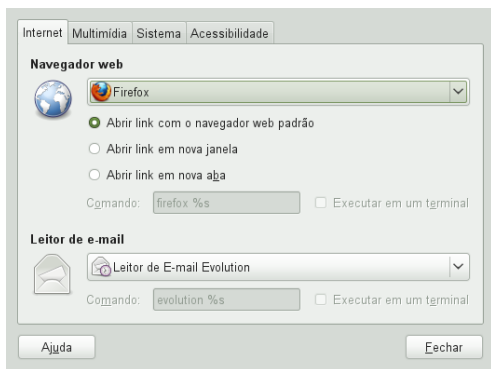 Internet Multimídia Sistema Acessibilidade
Navegador web
Firefox
Abrir link com o navegador web padrão
Abrir link em nova janela
Abrir link em nova aba
Comando: firefox %s Executar em um terminal
Leitor de e-mail
Leitor de E-mail Evolution
Comando: evolution %s Executar em um terminal
Ajuda Fechar